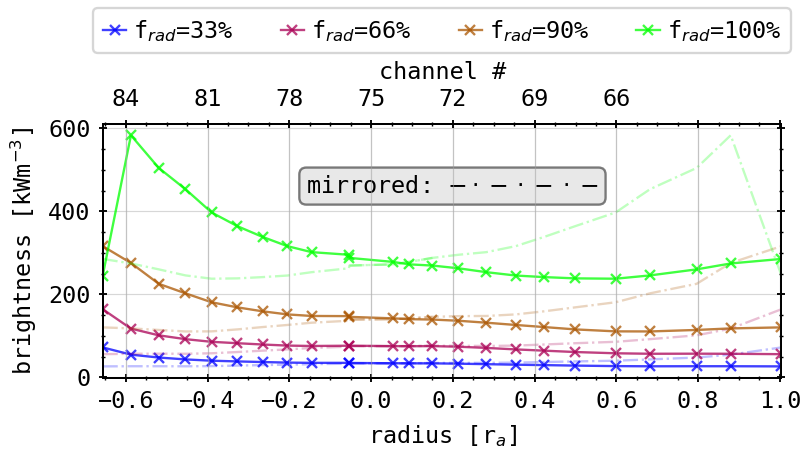 f_rad=33% f_rad=66% f_rad=90% f_rad=100%
channel #
84 81 78 75 72 69 66
brightness [kWm⁻³]
600
400
200
0
mirrored:
−0.6 −0.4 −0.2 0.0 0.2 0.4 0.6 0.8 1.0
radius [r_a]